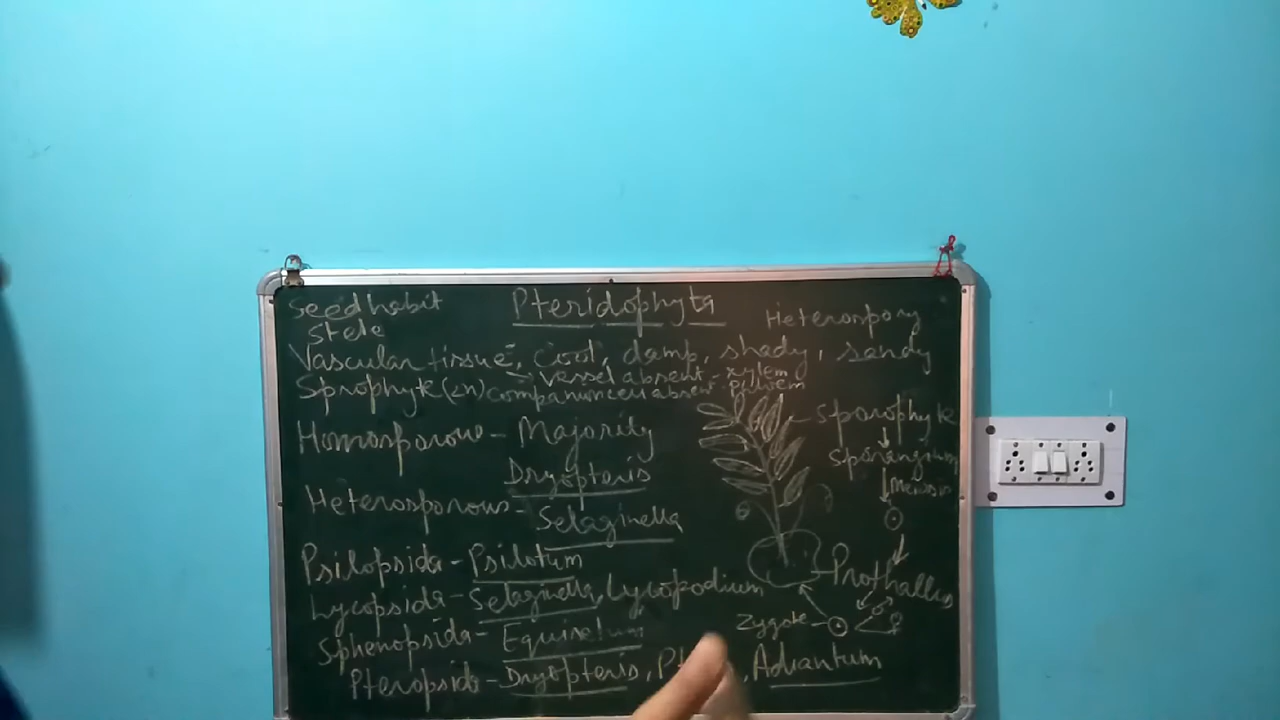 Seed habit
Stele
Pteridophyta
Heterospory
Vascular tissue, Cool, damp, shady, sandy
→ vessel absent - xylem
Sprophyte(2n) companion cell absent - phloem
Homosporous - Majority
Dryopteris
Heterosporous - Selaginella
Psilopsida - Psilotum
Lycopsida - Selaginella, Lycopodium
Sphenopsida - Equisetum
Pteropsida - Dryopteris, Adiantum
Sporophyte
Sporangium
Meiosis
Prothallus
Zygote